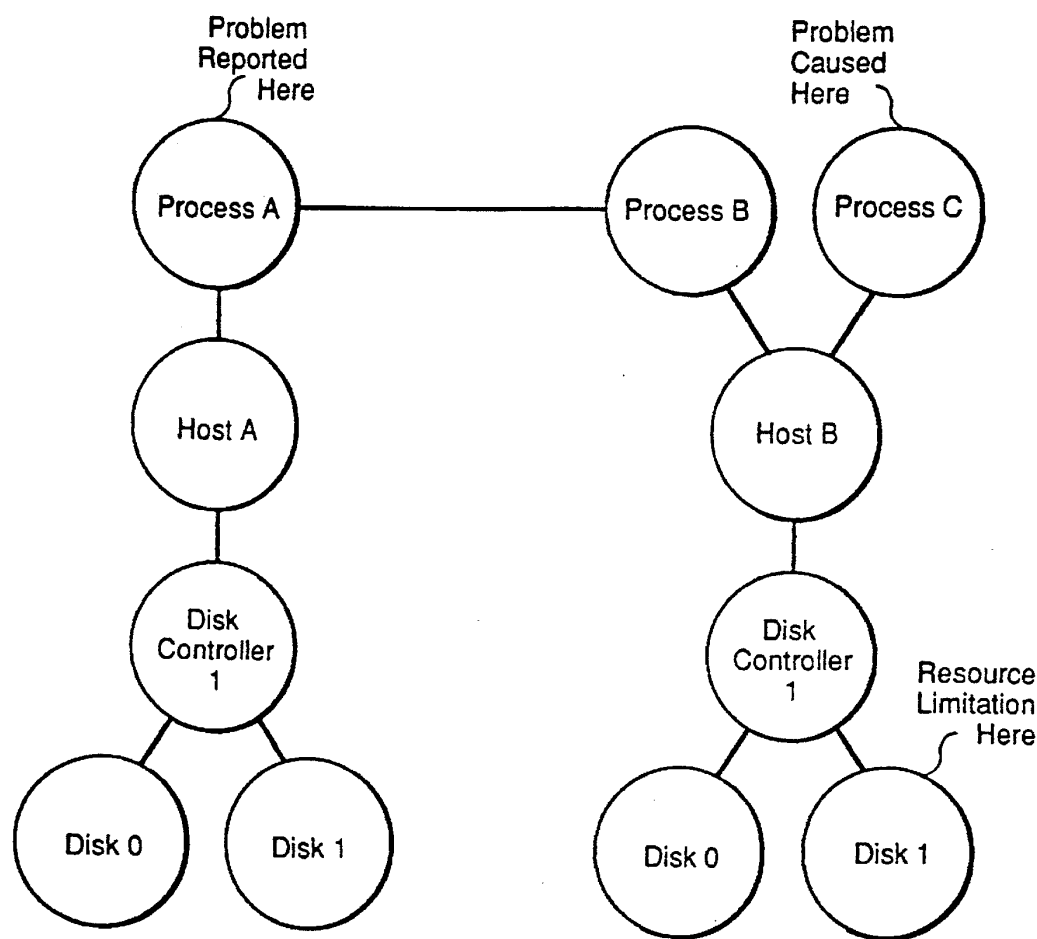 Problem
Reported
Here
Problem
Caused
Here
Process A
Process B
Process C
Host A
Host B
Disk
Controller
1
Disk
Controller
1
Resource
Limitation
Here
Disk 0
Disk 1
Disk 0
Disk 1